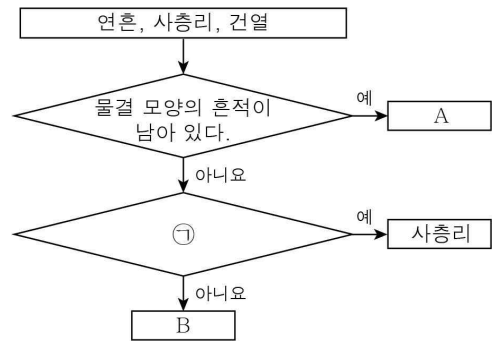 연흔, 사층리, 건열
물결 모양의 흔적이
남아 있다.
예
A
아니요
㉠
예
사층리
아니요
B